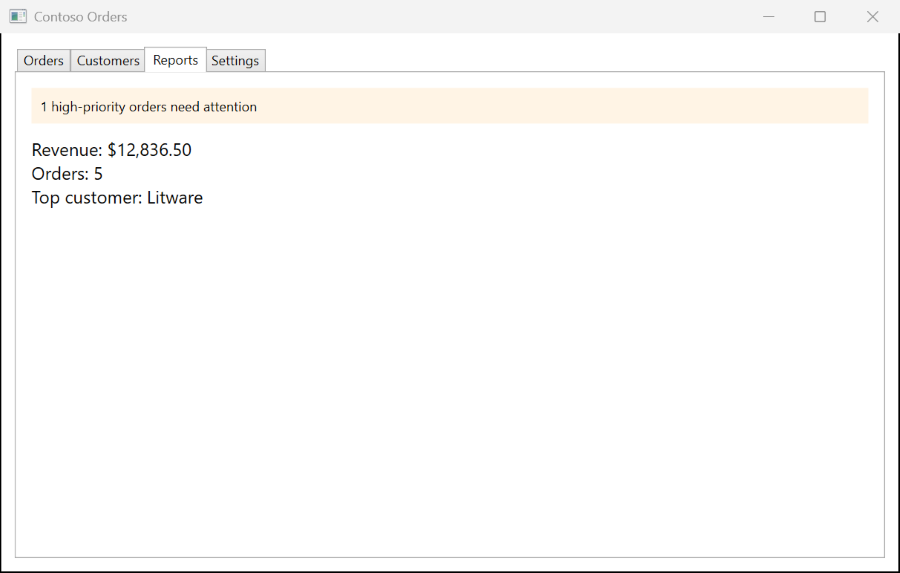 Contoso Orders
Orders Customers Reports Settings
1 high-priority orders need attention
Revenue: $12,836.50
Orders: 5
Top customer: Litware